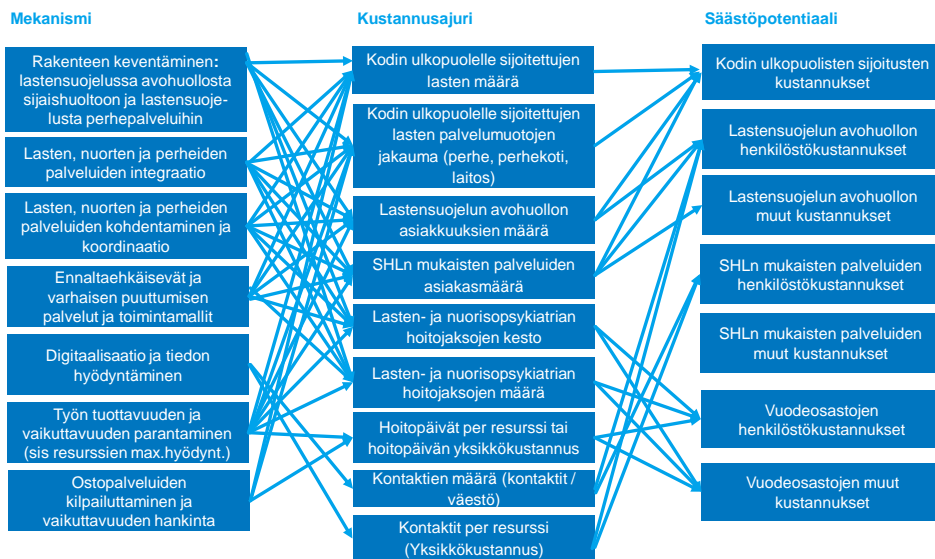 Mekanismi
Kustannusajuri
Säästöpotentiaali
Rakenteen keventäminen:
lastensuojelussa avohuollosta
sijaishuoltoon ja lastensuoje-
lusta perhepalveluihin
Lasten, nuorten ja perheiden
palveluiden integraatio
Lasten, nuorten ja perheiden
palveluiden kohdentaminen ja
koordinaatio
Ennaltaehkäisevät ja
varhaisen puuttumisen
palvelut ja toimintamallit
Digitaalisaatio ja tiedon
hyödyntäminen
Työn tuottavuuden ja
vaikuttavuuden parantaminen
(sis resurssien max.hyödynt.)
Ostopalveluiden
kilpailuttaminen ja
vaikuttavuuden hankinta
Kodin ulkopuolelle sijoitettujen
lasten määrä
Kodin ulkopuolelle sijoitettujen
lasten palvelumuotojen
jakauma (perhe, perhekoti,
laitos)
Lastensuojelun avohuollon
asiakkuuksien määrä
SHLn mukaisten palveluiden
asiakasmäärä
Lasten- ja nuorisopsykiatrian
hoitojaksojen kesto
Lasten- ja nuorisopsykiatrian
hoitojaksojen määrä
Hoitopäivät per resurssi tai
hoitopäivän yksikkökustannus
Kontaktien määrä (kontaktit /
väestö)
Kontaktit per resurssi
(Yksikkökustannus)
Kodin ulkopuolisten sijoitusten
kustannukset
Lastensuojelun avohuollon
henkilöstökustannukset
Lastensuojelun avohuollon
muut kustannukset
SHLn mukaisten palveluiden
henkilöstökustannukset
SHLn mukaisten palveluiden
muut kustannukset
Vuodeosastojen
henkilöstökustannukset
Vuodeosastojen muut
kustannukset